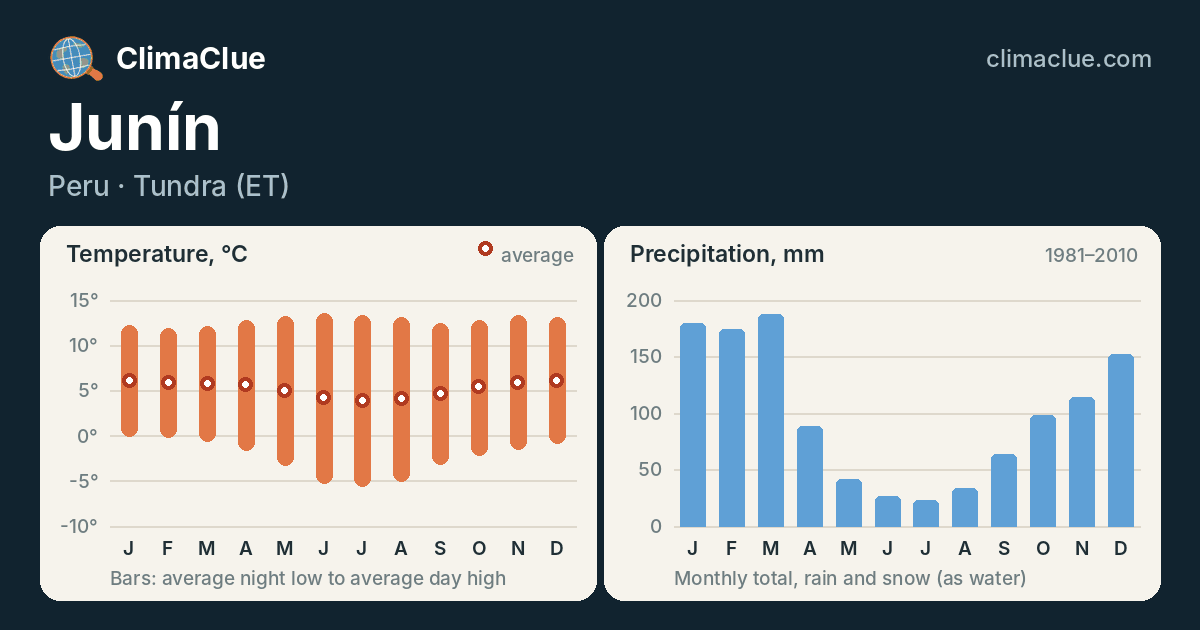 ClimaClue
climaclue.com
Junín
Peru · Tundra (ET)
Temperature, °C
average
15°
10°
5°
0°
-5°
-10°
J F M A M J J A S O N D
Bars: average night low to average day high
Precipitation, mm
1981–2010
200
150
100
50
0
J F M A M J J A S O N D
Monthly total, rain and snow (as water)